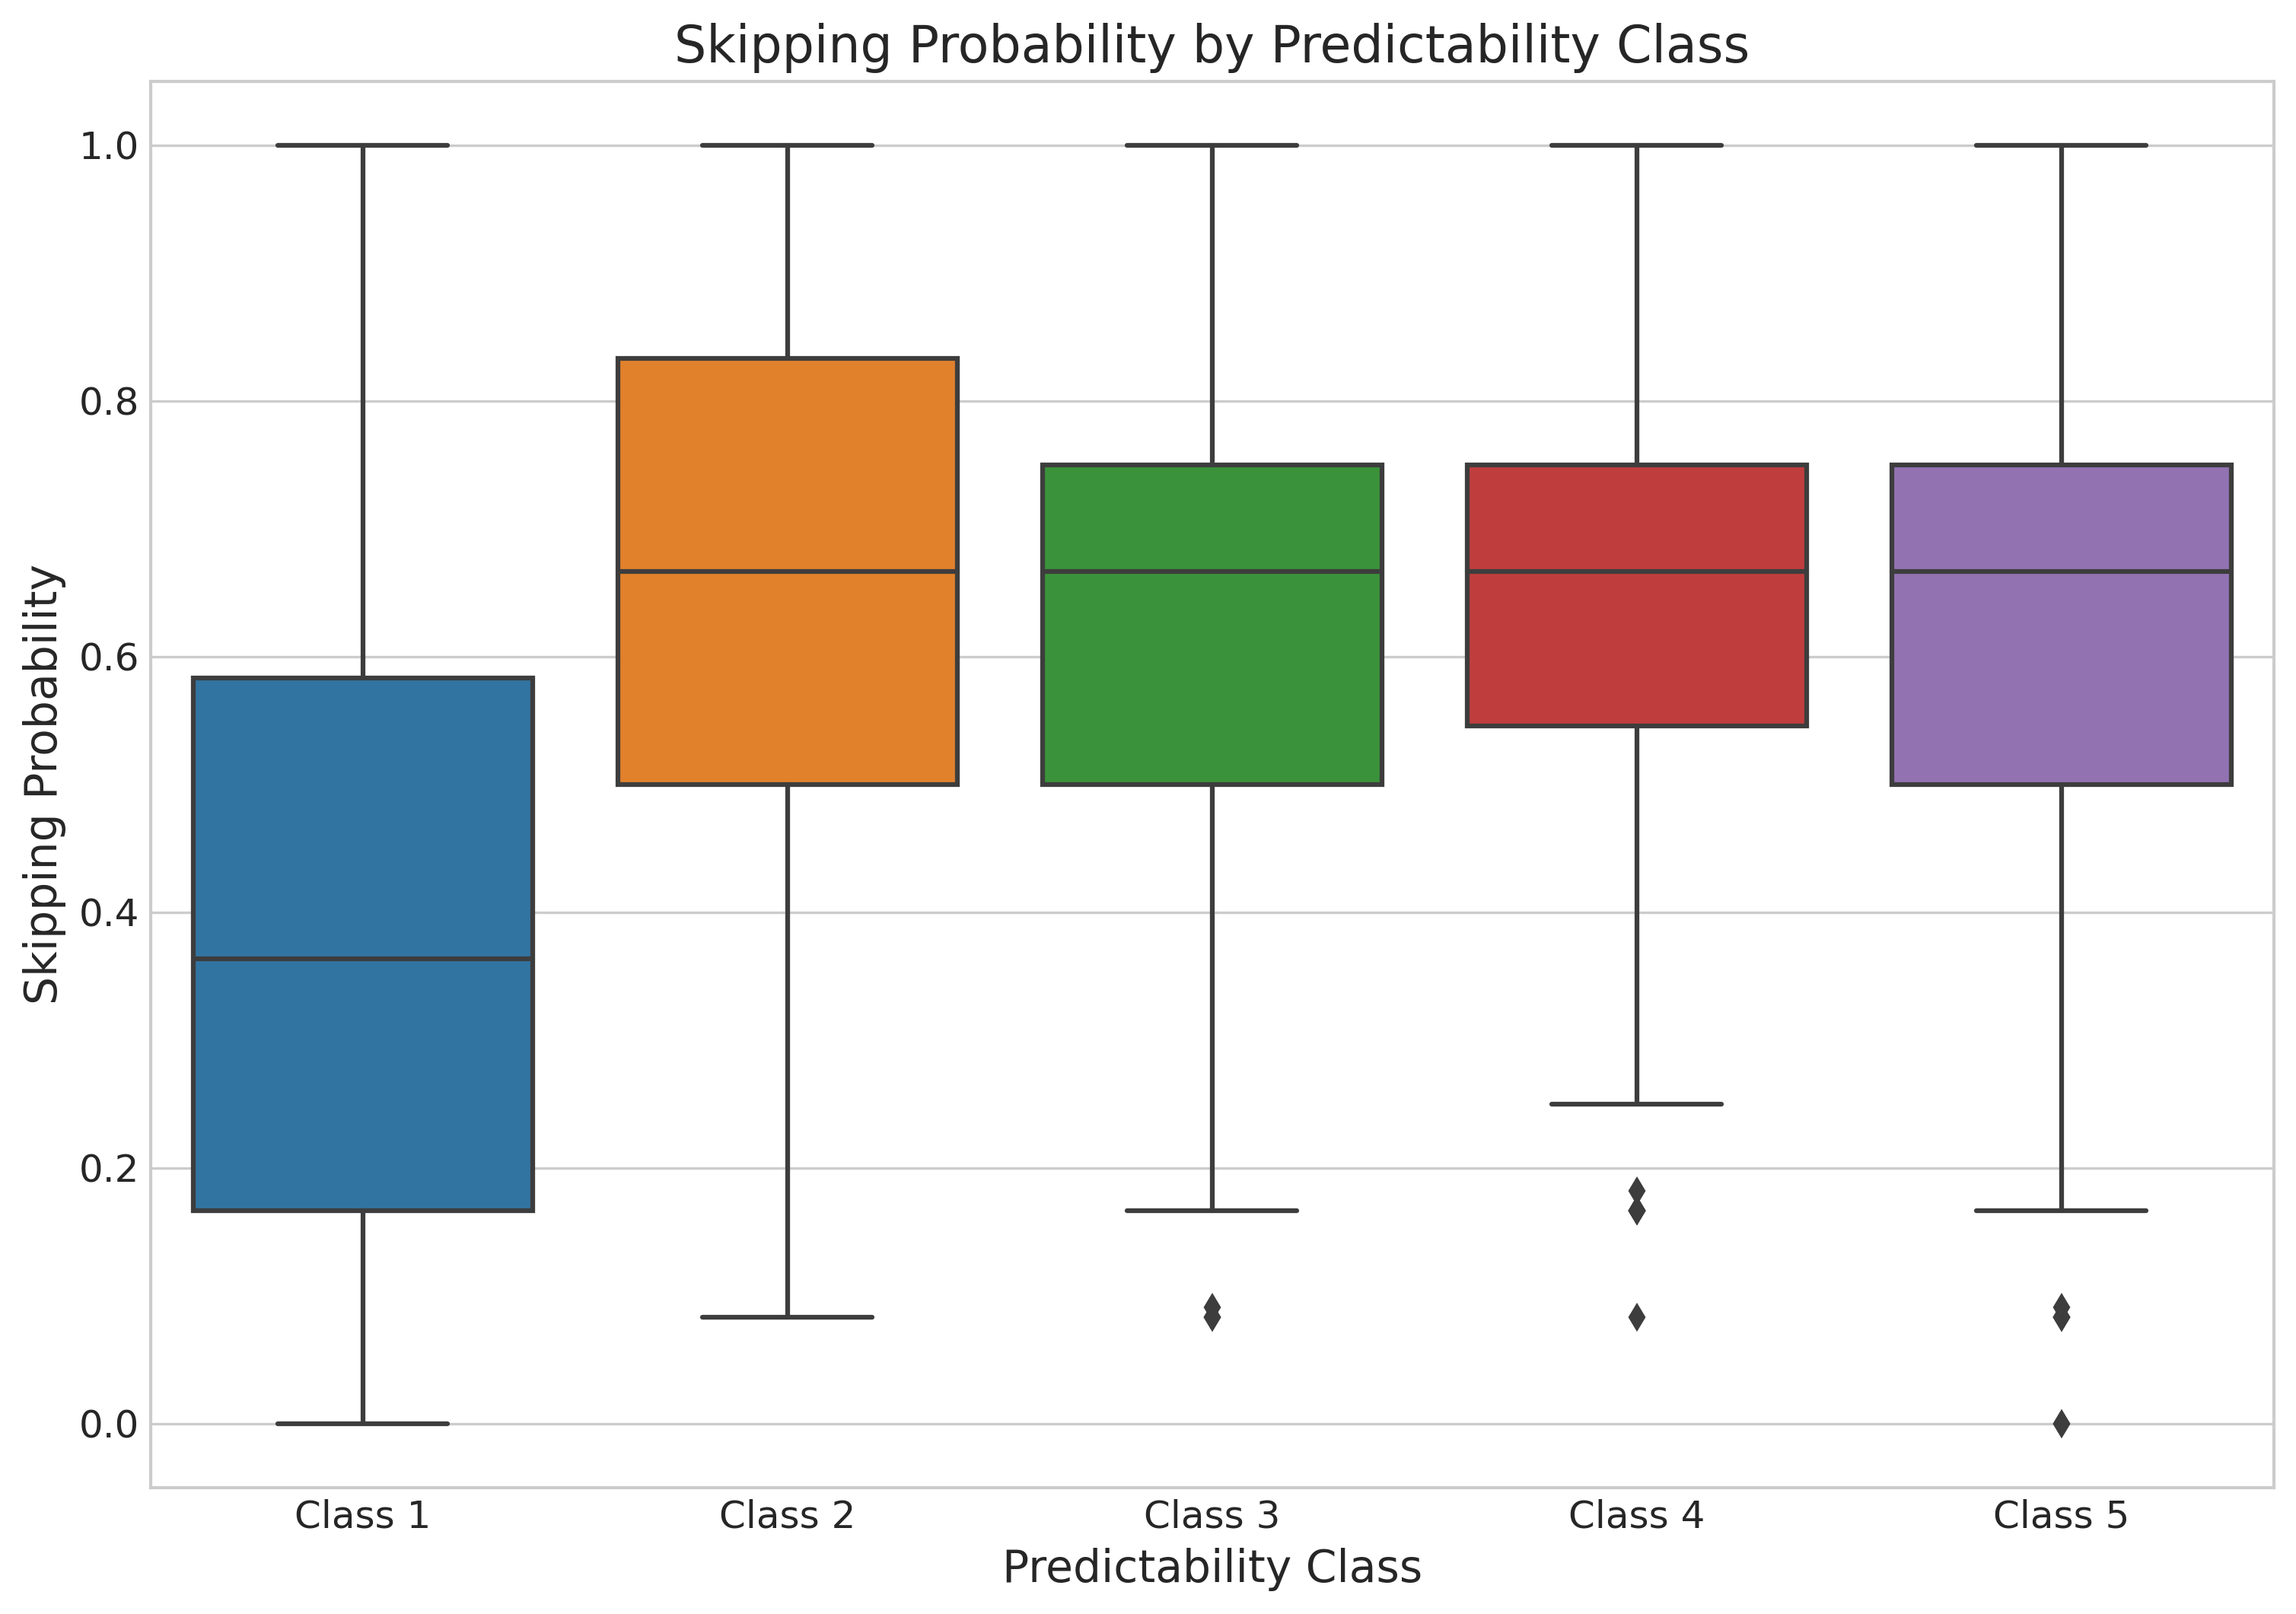 Skipping Probability by Predictability Class
Skipping Probability
1.0
0.8
0.6
0.4
0.2
0.0
Class 1
Class 2
Class 3
Class 4
Class 5
Predictability Class